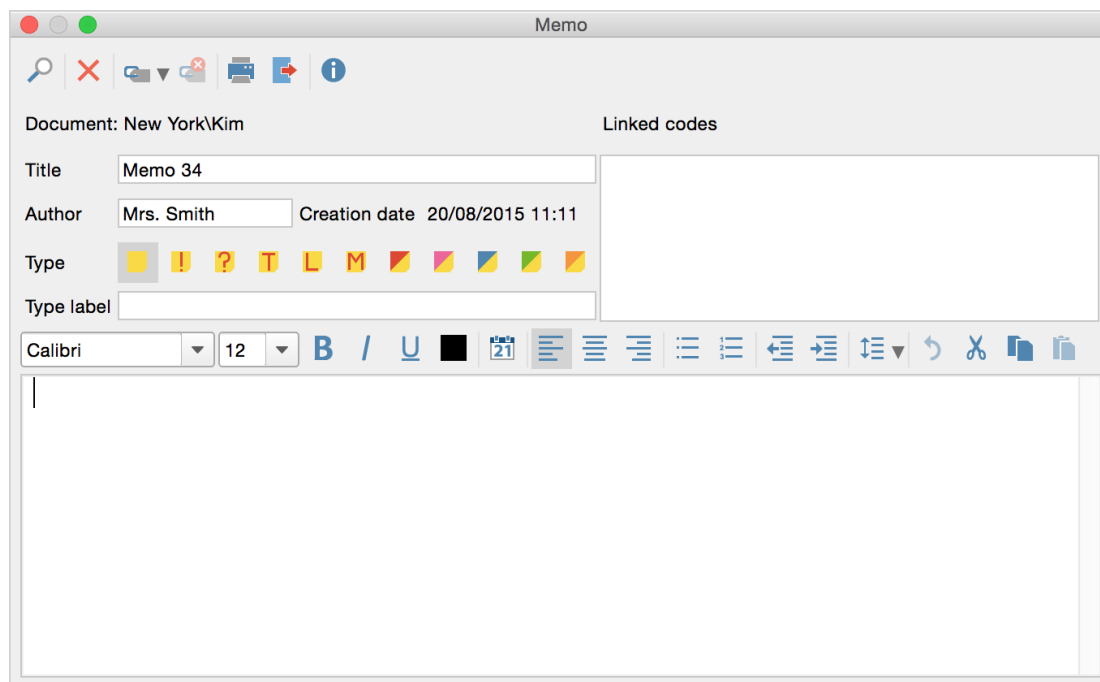 Memo
Document: New York\Kim
Linked codes
Title Memo 34
Author Mrs. Smith Creation date 20/08/2015 11:11
Type ! ? T L M
Type label
Calibri 12 B I U 21